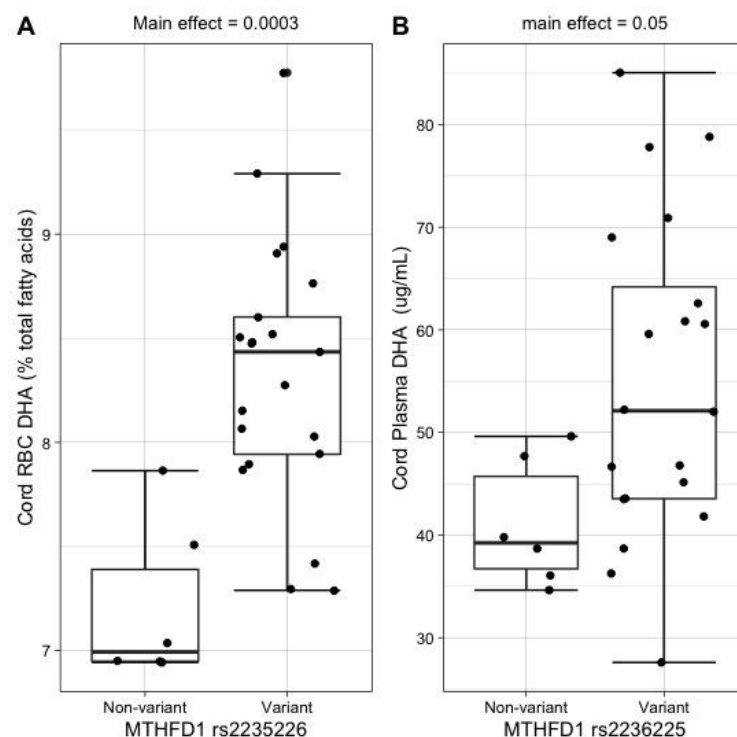 A
Main effect = 0.0003
Cord RBC DHA (% total fatty acids)
9
8
7
Non-variant
Variant
MTHFD1 rs2235226
B
main effect = 0.05
Cord Plasma DHA (ug/mL)
80
70
60
50
40
30
Non-variant
Variant
MTHFD1 rs2236225